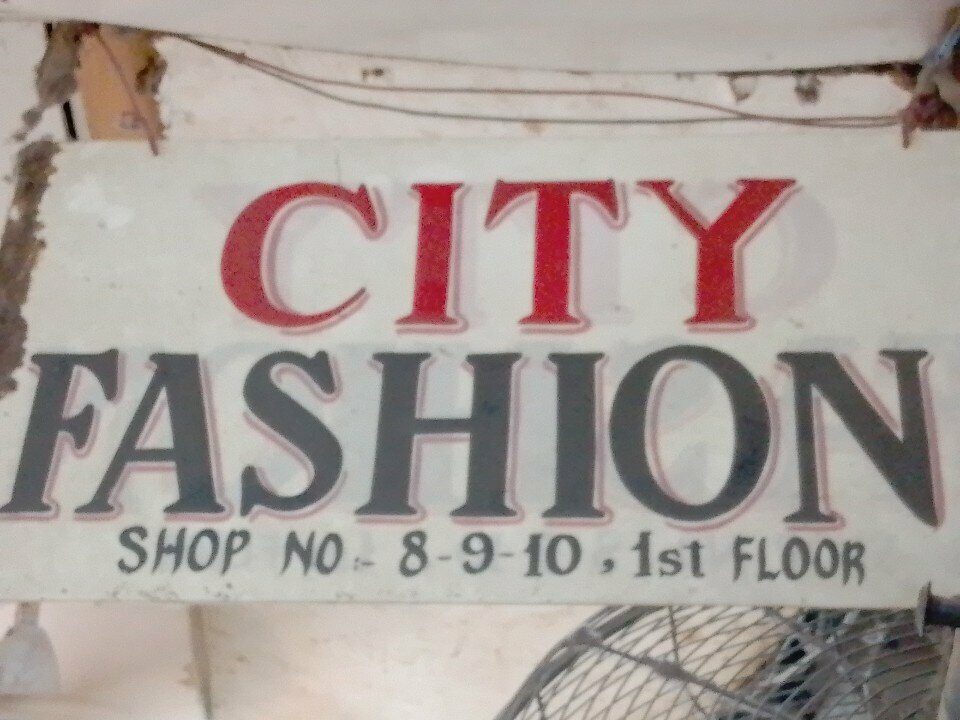 CITY
FASHION
SHOP NO:- 8-9-10, 1st FLOOR